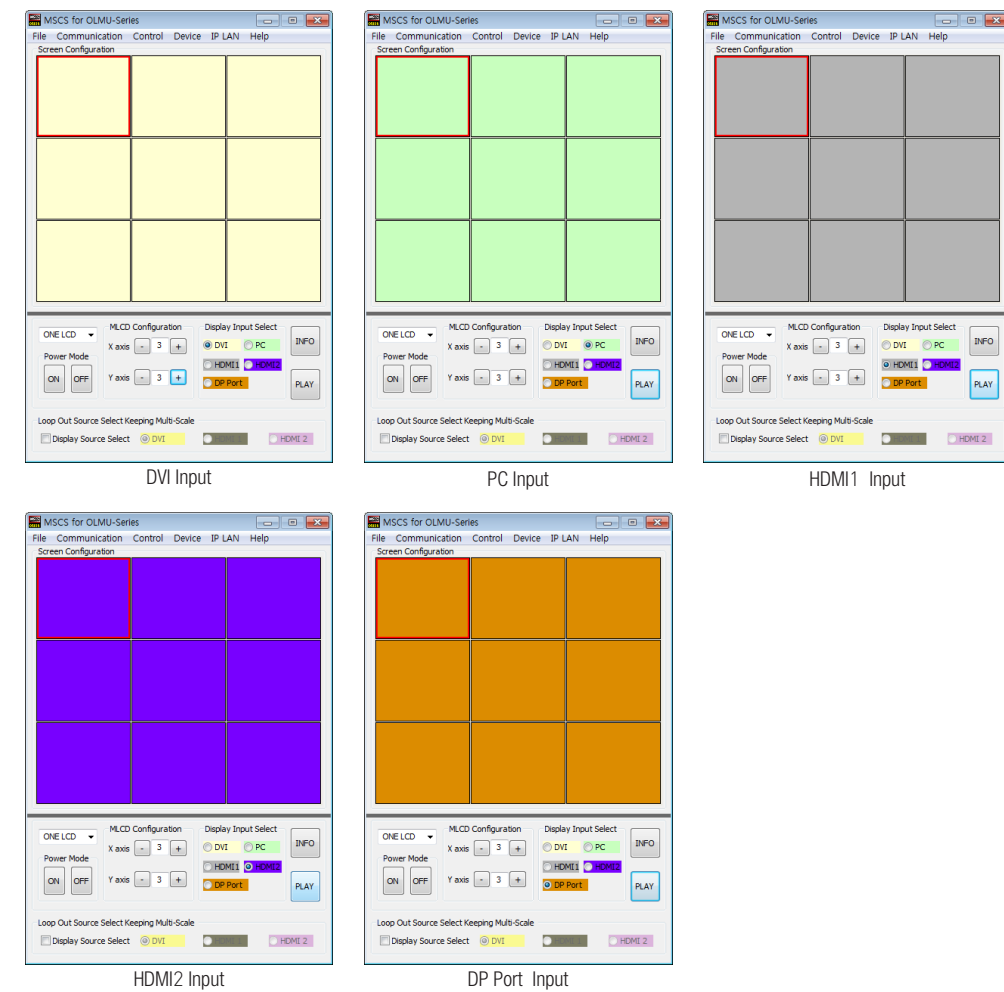 MSCS for OLMU-Series
File Communication Control Device IP LAN Help
Screen Configuration
ONE LCD
MLCD Configuration
Display Input Select
X axis - 3 +
DVI PC
INFO
Power Mode
HDMI1 HDMI2
ON OFF
Y axis - 3 +
DP Port
PLAY
Loop Out Source Select Keeping Multi-Scale
Display Source Select DVI HDMI 1 HDMI 2
DVI Input
MSCS for OLMU-Series
File Communication Control Device IP LAN Help
Screen Configuration
ONE LCD
MLCD Configuration
Display Input Select
X axis - 3 +
DVI PC
INFO
Power Mode
HDMI1 HDMI2
ON OFF
Y axis - 3 +
DP Port
PLAY
Loop Out Source Select Keeping Multi-Scale
Display Source Select DVI HDMI 1 HDMI 2
PC Input
MSCS for OLMU-Series
File Communication Control Device IP LAN Help
Screen Configuration
ONE LCD
MLCD Configuration
Display Input Select
X axis - 3 +
DVI PC
INFO
Power Mode
HDMI1 HDMI2
ON OFF
Y axis - 3 +
DP Port
PLAY
Loop Out Source Select Keeping Multi-Scale
Display Source Select DVI HDMI 1 HDMI 2
HDMI1 Input
MSCS for OLMU-Series
File Communication Control Device IP LAN Help
Screen Configuration
ONE LCD
MLCD Configuration
Display Input Select
X axis - 3 +
DVI PC
INFO
Power Mode
HDMI1 HDMI2
ON OFF
Y axis - 3 +
DP Port
PLAY
Loop Out Source Select Keeping Multi-Scale
Display Source Select DVI HDMI 1 HDMI 2
HDMI2 Input
MSCS for OLMU-Series
File Communication Control Device IP LAN Help
Screen Configuration
ONE LCD
MLCD Configuration
Display Input Select
X axis - 3 +
DVI PC
INFO
Power Mode
HDMI1 HDMI2
ON OFF
Y axis - 3 +
DP Port
PLAY
Loop Out Source Select Keeping Multi-Scale
Display Source Select DVI HDMI 1 HDMI 2
DP Port Input